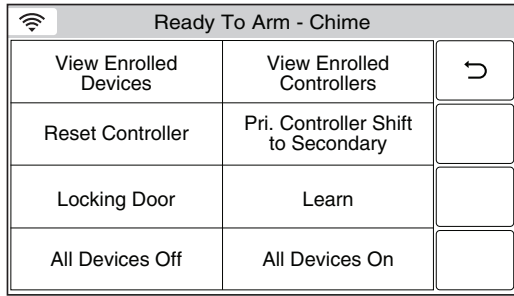 Ready To Arm - Chime
View Enrolled
Devices
View Enrolled
Controllers
Reset Controller
Pri. Controller Shift
to Secondary
Locking Door
Learn
All Devices Off
All Devices On